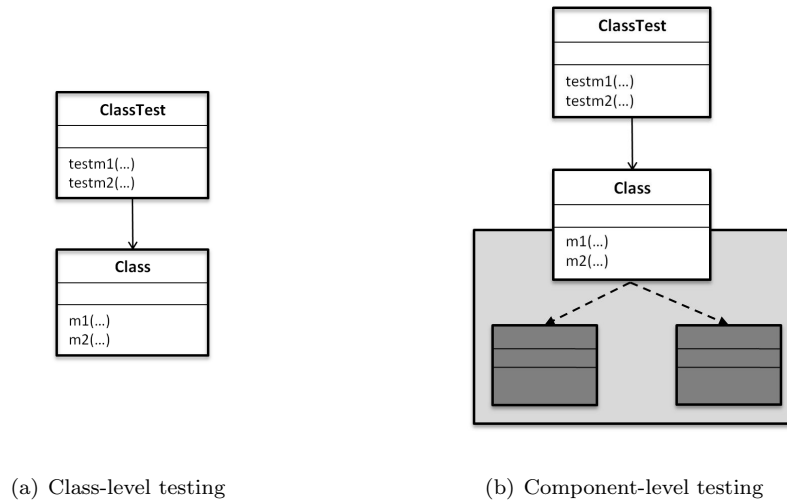 ClassTest
testm1(...)
testm2(...)
Class
m1(...)
m2(...)
(a) Class-level testing
ClassTest
testm1(...)
testm2(...)
Class
m1(...)
m2(...)
(b) Component-level testing